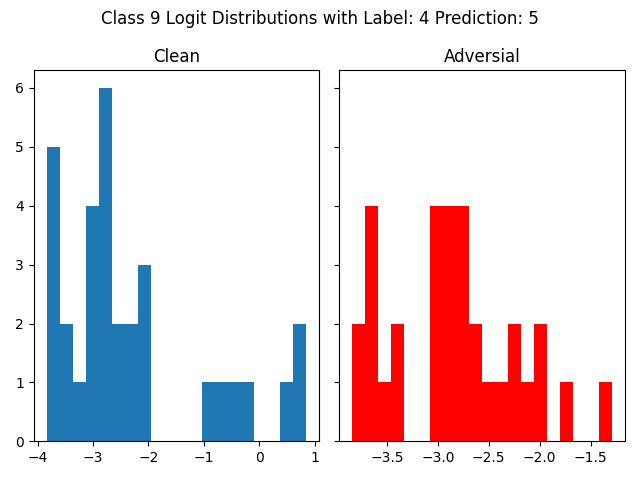 Class 9 Logit Distributions with Label: 4 Prediction: 5
Clean
Adversial
6
5
4
3
2
1
0
−4 −3 −2 −1 0 1
−3.5 −3.0 −2.5 −2.0 −1.5